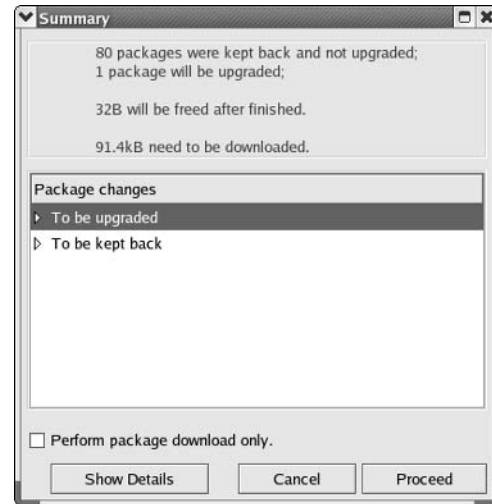 Summary
80 packages were kept back and not upgraded;
1 package will be upgraded;
32B will be freed after finished.
91.4kB need to be downloaded.
Package changes
To be upgraded
To be kept back
Perform package download only.
Show Details
Cancel
Proceed